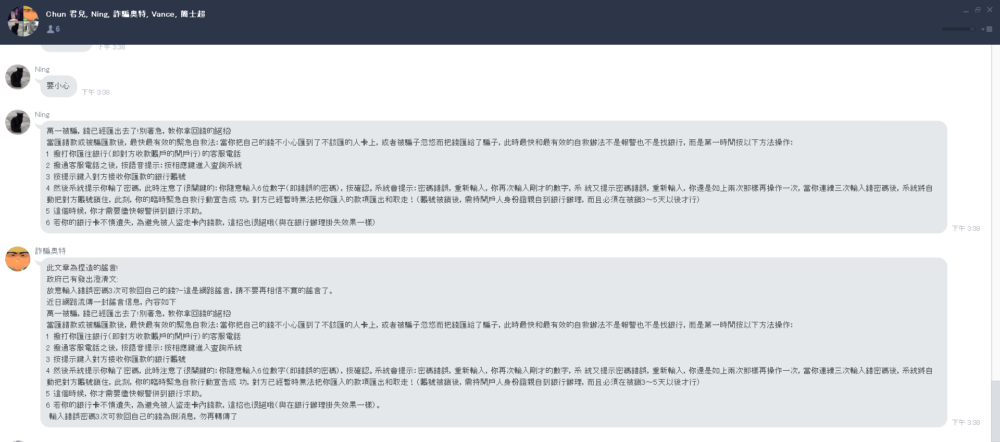 Chun 君兒, Ning, 詐騙奧特, Vance, 簡士超
6
下午 3:38
Ning
要小心
下午 3:38
Ning
萬一被騙, 錢已經匯出去了!別著急, 教你拿回錢的絕招!
當匯錯款或被騙匯款後, 最快最有效的緊急自救法:當你把自己的錢不小心匯到了不該匯的人卡上, 或者被騙子忽悠而把錢匯給了騙子, 此時最快和最有效的自救辦法不是報警也不是找銀行, 而是第一時間按以下方法操作:
1 撥打你匯往銀行(即對方收款賬戶的開戶行)的客服電話
2 撥通客服電話之後, 按語音提示:按相應鍵進入查詢系統
3 按提示鍵入對方接收你匯款的銀行賬號
4 然後系統提示你輸了密碼, 此時注意了很關鍵的:你隨意輸入6位數字(即錯誤的密碼), 按確認。系統會提示:密碼錯誤, 重新輸入, 你再次輸入剛才的數字, 系 統又提示密碼錯誤, 重新輸入, 你還是如上兩次那樣再操作一次, 當你連續三次輸入錯密碼後, 系統將自
動把對方賬號鎖住, 此刻, 你的臨時緊急自救行動宣告成 功, 對方已經暫時無法把你匯入的款項匯出和取走!(賬號被鎖後, 需持開戶人身份證親自到銀行辦理, 而且必須在被鎖3～5天以後才行)
5 這個時候, 你才需要儘快報警併到銀行求助。
6 若你的銀行卡不慎遺失, 為避免被人盜走卡內錢款, 這招也很絕哦(與在銀行辦理掛失效果一樣)
下午 3:38
詐騙奧特
此文章為捏造的謠言!
政府已有發出澄清文:
故意輸入錯誤密碼3次可救回自己的錢?-這是網路謠言, 請不要再相信不實的謠言了。
近日網路流傳一封謠言信息, 內容如下
萬一被騙, 錢已經匯出去了!別著急, 教你拿回錢的絕招!
當匯錯款或被騙匯款後, 最快最有效的緊急自救法:當你把自己的錢不小心匯到了不該匯的人卡上, 或者被騙子忽悠而把錢匯給了騙子, 此時最快和最有效的自救辦法不是報警也不是找銀行, 而是第一時間按以下方法操作:
1 撥打你匯往銀行(即對方收款賬戶的開戶行)的客服電話
2 撥通客服電話之後, 按語音提示:按相應鍵進入查詢系統
3 按提示鍵入對方接收你匯款的銀行賬號
4 然後系統提示你輸了密碼, 此時注意了很關鍵的:你隨意輸入6位數字(即錯誤的密碼), 按確認。系統會提示:密碼錯誤, 重新輸入, 你再次輸入剛才的數字, 系 統又提示密碼錯誤, 重新輸入, 你還是如上兩次那樣再操作一次, 當你連續三次輸入錯密碼後, 系統將自
動把對方賬號鎖住, 此刻, 你的臨時緊急自救行動宣告成 功, 對方已經暫時無法把你匯入的款項匯出和取走!(賬號被鎖後, 需持開戶人身份證親自到銀行辦理, 而且必須在被鎖3～5天以後才行)
5 這個時候, 你才需要儘快報警併到銀行求助。
6 若你的銀行卡不慎遺失, 為避免被人盜走卡內錢款, 這招也很絕哦(與在銀行辦理掛失效果一樣)。
輸入錯誤密碼3次可救回自己的錢為假消息, 勿再轉傳了
下午 3:38